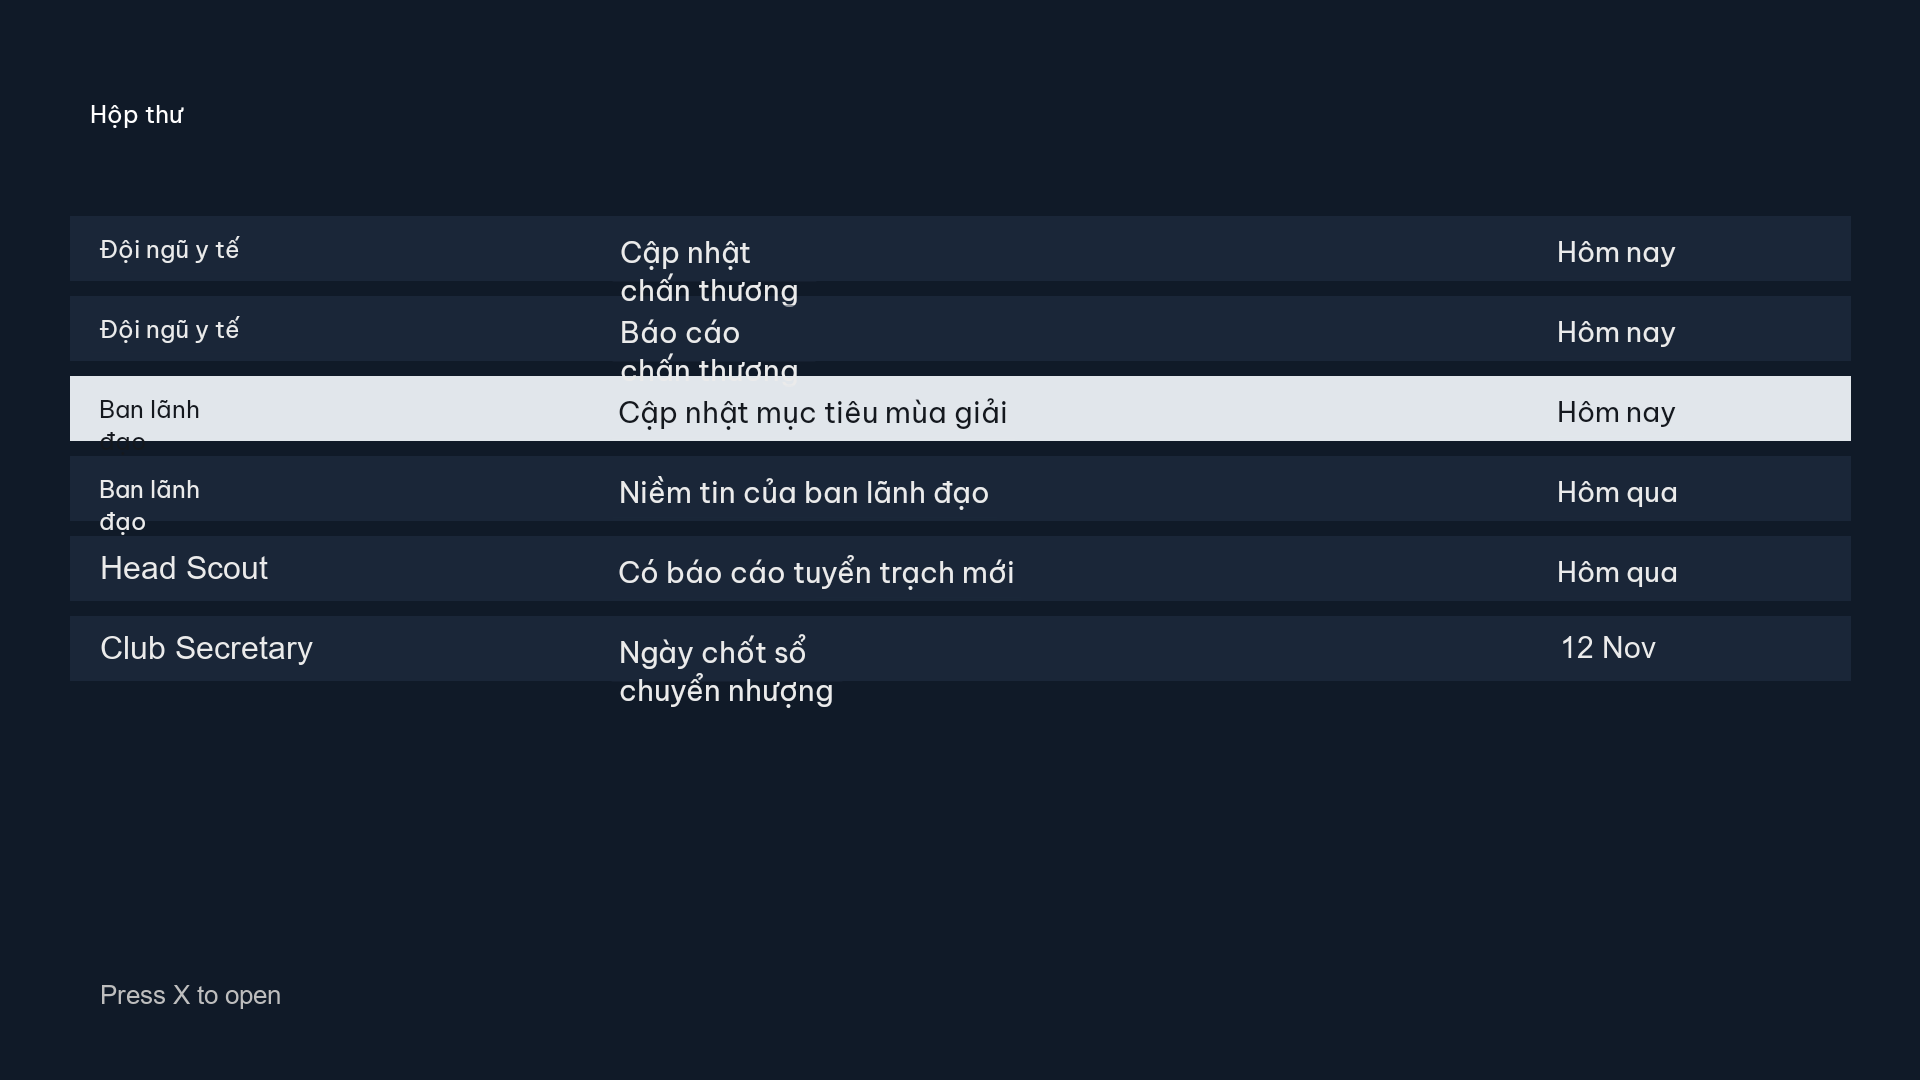 Hộp thư
Đội ngũ y tế
Cập nhật
chấn thương
Hôm nay
Đội ngũ y tế
Báo cáo
chấn thương
Hôm nay
Ban lãnh
đạo
Cập nhật mục tiêu mùa giải
Hôm nay
Ban lãnh
đạo
Niềm tin của ban lãnh đạo
Hôm qua
Head Scout
Có báo cáo tuyển trạch mới
Hôm qua
Club Secretary
Ngày chốt sổ
chuyển nhượng
12 Nov
Press X to open